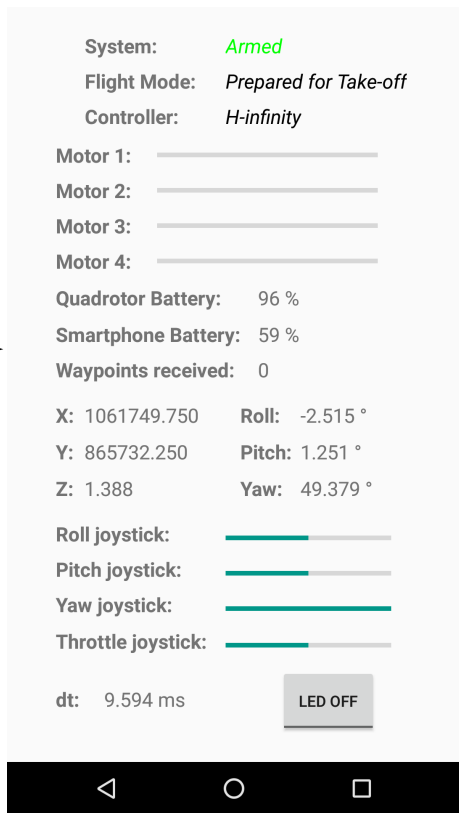 System: Armed
Flight Mode: Prepared for Take-off
Controller: H-infinity
Motor 1:
Motor 2:
Motor 3:
Motor 4:
Quadrotor Battery: 96 %
Smartphone Battery: 59 %
Waypoints received: 0
X: 1061749.750 Roll: -2.515 °
Y: 865732.250 Pitch: 1.251 °
Z: 1.388 Yaw: 49.379 °
Roll joystick:
Pitch joystick:
Yaw joystick:
Throttle joystick:
dt: 9.594 ms LED OFF